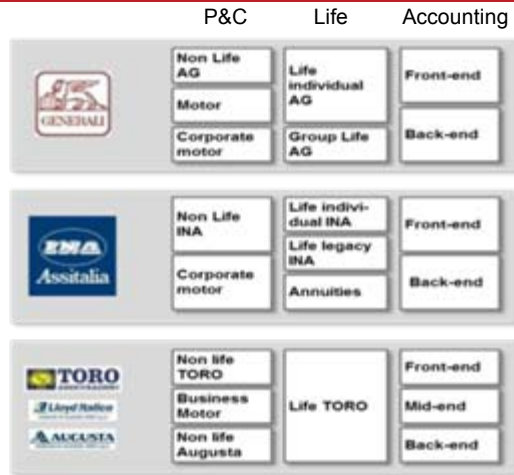 P&C Life Accounting
GENERALI
Non Life
AG
Motor
Corporate
motor
Life
individual
AG
Group Life
AG
Front-end
Back-end
INA
Assitalia
Non Life
INA
Corporate
motor
Life indivi-
dual INA
Life legacy
INA
Annuities
Front-end
Back-end
TORO
Lloyd Italico
AUGUSTA
Non life
TORO
Business
Motor
Non life
Augusta
Life TORO
Front-end
Mid-end
Back-end